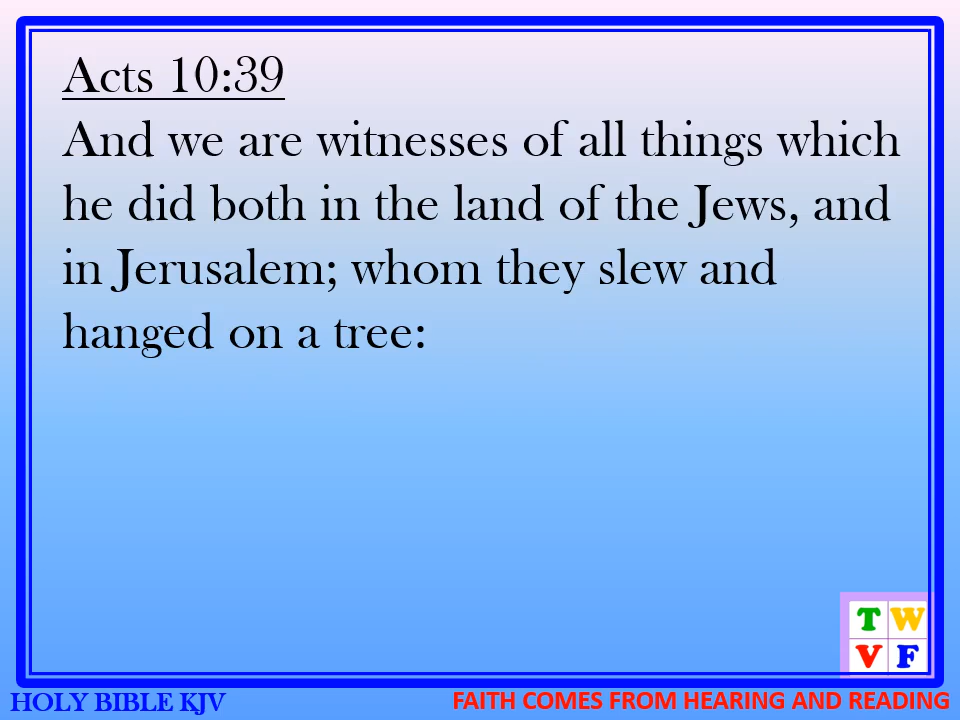 Acts 10:39
And we are witnesses of all things which
he did both in the land of the Jews, and
in Jerusalem; whom they slew and
hanged on a tree:
T W
V F
HOLY BIBLE KJV
FAITH COMES FROM HEARING AND READING